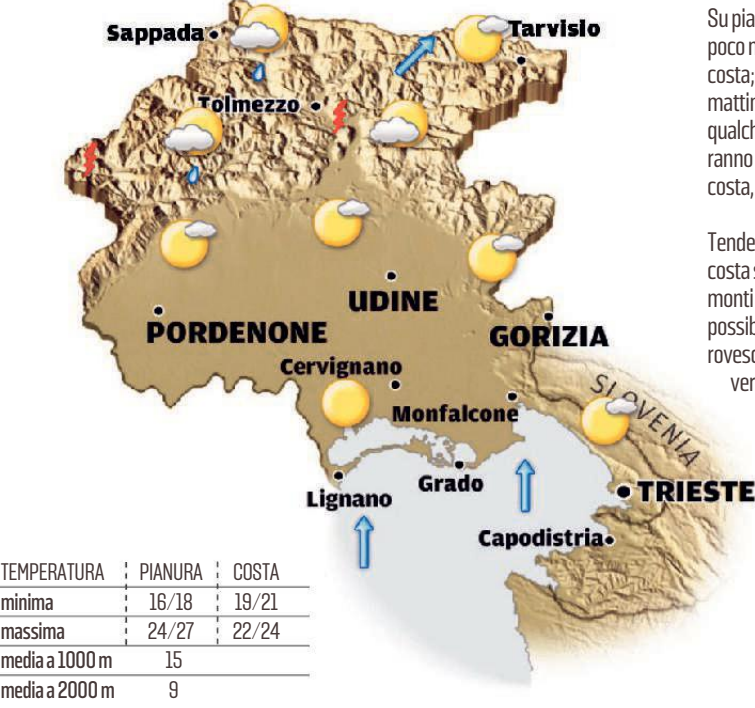 Sappada
Tarvisio
Tolmezzo
UDINE
PORDENONE
GORIZIA
Cervignano
Monfalcone
SLOVENIA
Lignano
Grado
TRIESTE
Capodistria
TEMPERATURA PIANURA COSTA
minima 16/18 19/21
massima 24/27 22/24
media a 1000 m 15
media a 2000 m 9
Su pia
poco
costa;
mattin
qualch
ranno
costa,
Tende
costa
monti
possib
rovesc
ver